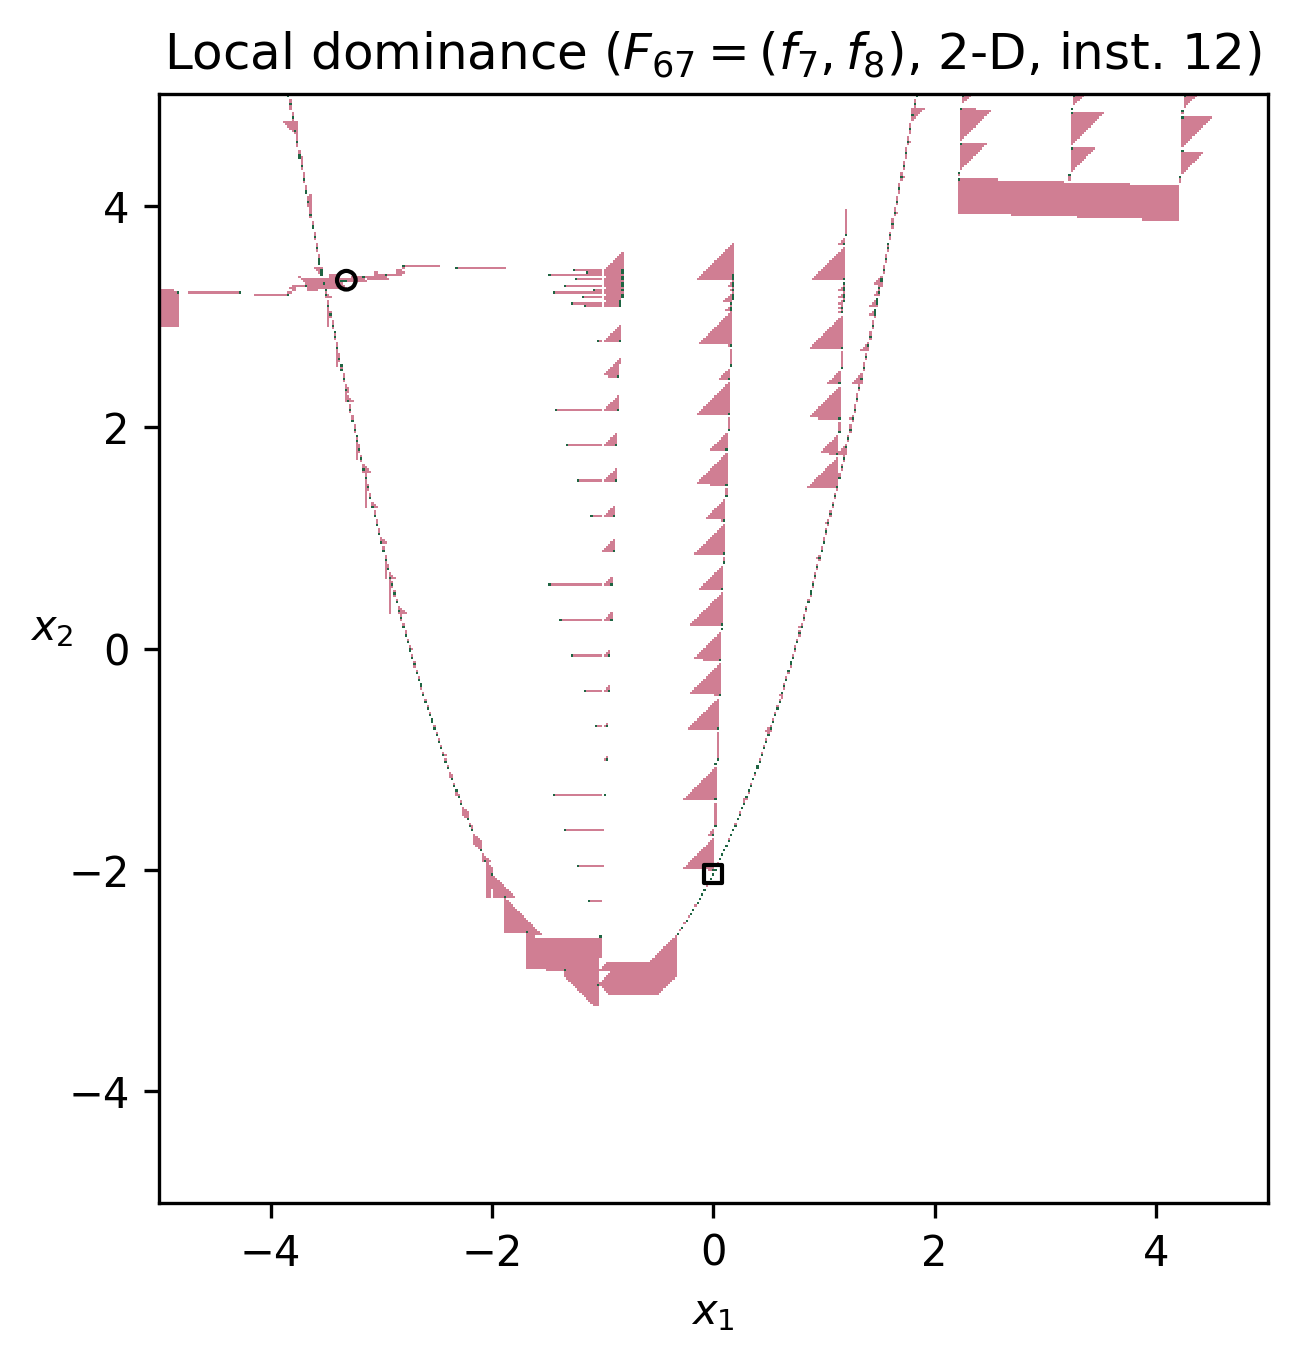 Local dominance (F₆₇ = (f₇, f₈), 2-D, inst. 12)
4
2
x₂
0
−2
−4
−4 −2 0 2 4
x₁